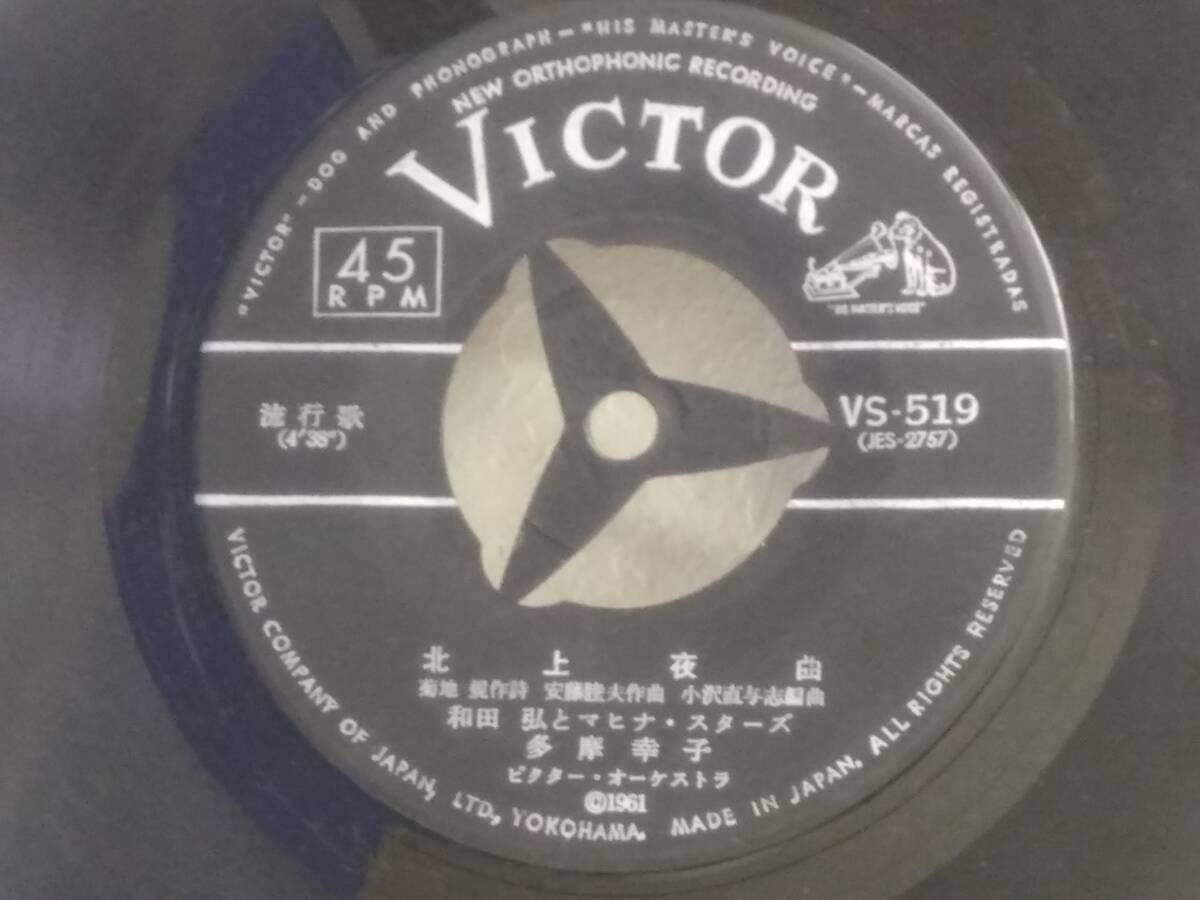 "VICTOR" — DOG AND PHONOGRAPH — "HIS MASTER'S VOICE" — MARCAS REGISTRADAS
NEW ORTHOPHONIC RECORDING
VICTOR
45
RPM
"HIS MASTER'S VOICE"
流行歌
(4'38")
VS-519
(JES-2757)
北上夜曲
菊地 規作詩 安藤睦夫作曲 小沢直与志編曲
和田 弘とマヒナ・スターズ
多摩幸子
ビクター・オーケストラ
©1961
VICTOR COMPANY OF JAPAN, LTD., YOKOHAMA. MADE IN JAPAN. ALL RIGHTS RESERVED